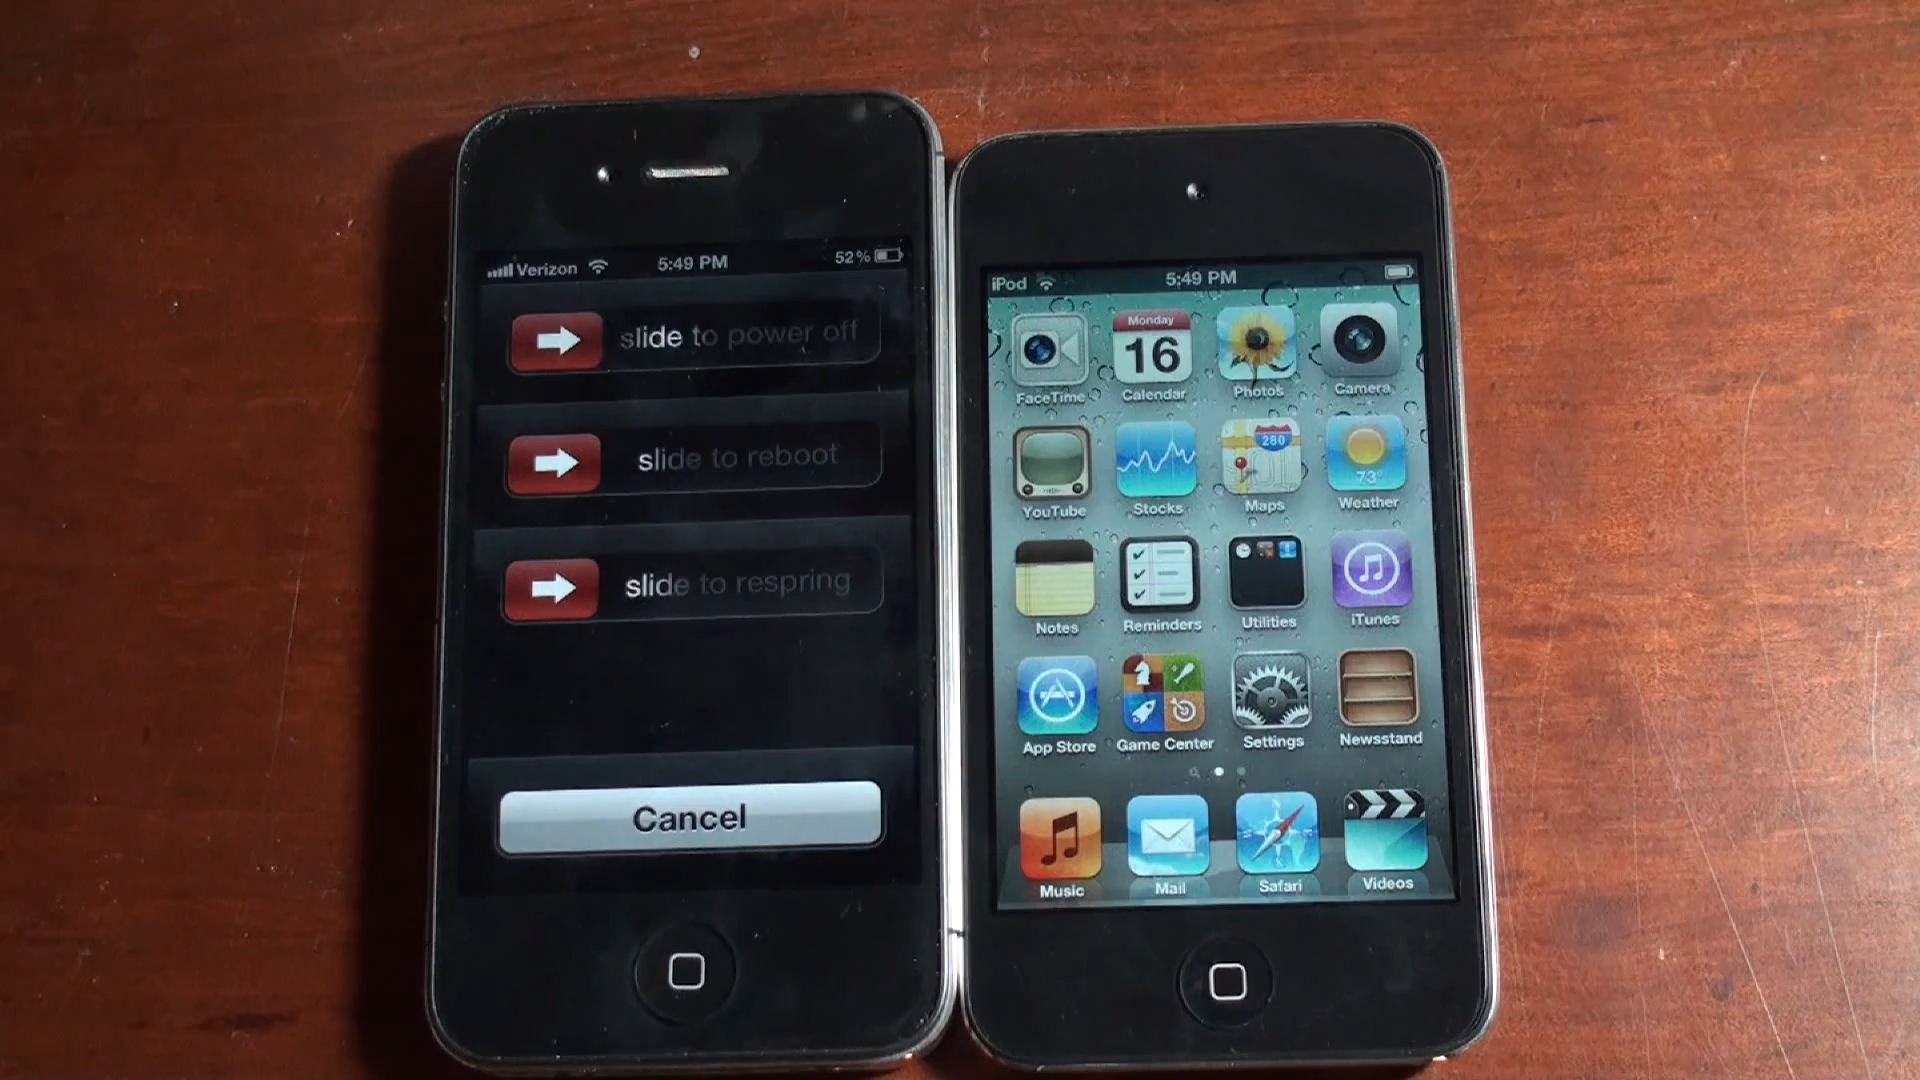 Verizon 5:49 PM 52%
slide to power off
slide to reboot
slide to respring
Cancel
iPod 5:49 PM
Monday
16
FaceTime Calendar Photos Camera
280
73°
YouTube Stocks Maps Weather
Notes Reminders Utilities iTunes
App Store Game Center Settings Newsstand
Music Mail Safari Videos